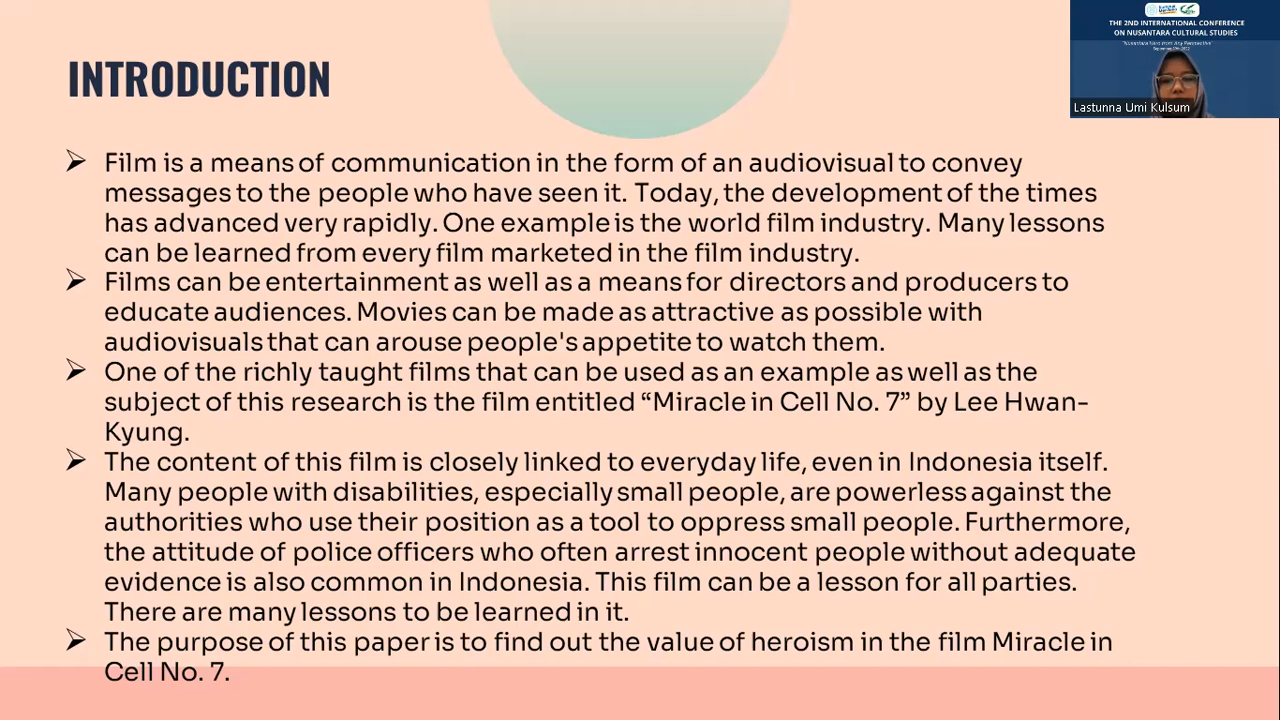 INTRODUCTION
THE 2ND INTERNATIONAL CONFERENCE
ON NUSANTARA CULTURAL STUDIES
Lastunna Umi Kulsum
➢ Film is a means of communication in the form of an audiovisual to convey
messages to the people who have seen it. Today, the development of the times
has advanced very rapidly. One example is the world film industry. Many lessons
can be learned from every film marketed in the film industry.
➢ Films can be entertainment as well as a means for directors and producers to
educate audiences. Movies can be made as attractive as possible with
audiovisuals that can arouse people's appetite to watch them.
➢ One of the richly taught films that can be used as an example as well as the
subject of this research is the film entitled “Miracle in Cell No. 7” by Lee Hwan-
Kyung.
➢ The content of this film is closely linked to everyday life, even in Indonesia itself.
Many people with disabilities, especially small people, are powerless against the
authorities who use their position as a tool to oppress small people. Furthermore,
the attitude of police officers who often arrest innocent people without adequate
evidence is also common in Indonesia. This film can be a lesson for all parties.
There are many lessons to be learned in it.
➢ The purpose of this paper is to find out the value of heroism in the film Miracle in
Cell No. 7.